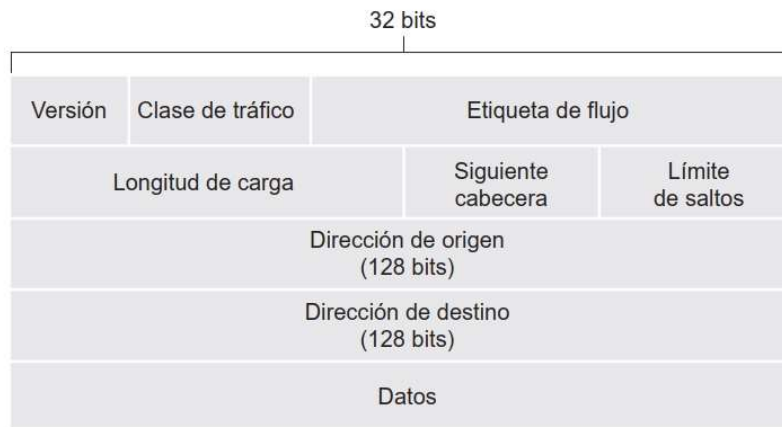 32 bits
Versión
Clase de tráfico
Etiqueta de flujo
Longitud de carga
Siguiente
cabecera
Límite
de saltos
Dirección de origen
(128 bits)
Dirección de destino
(128 bits)
Datos